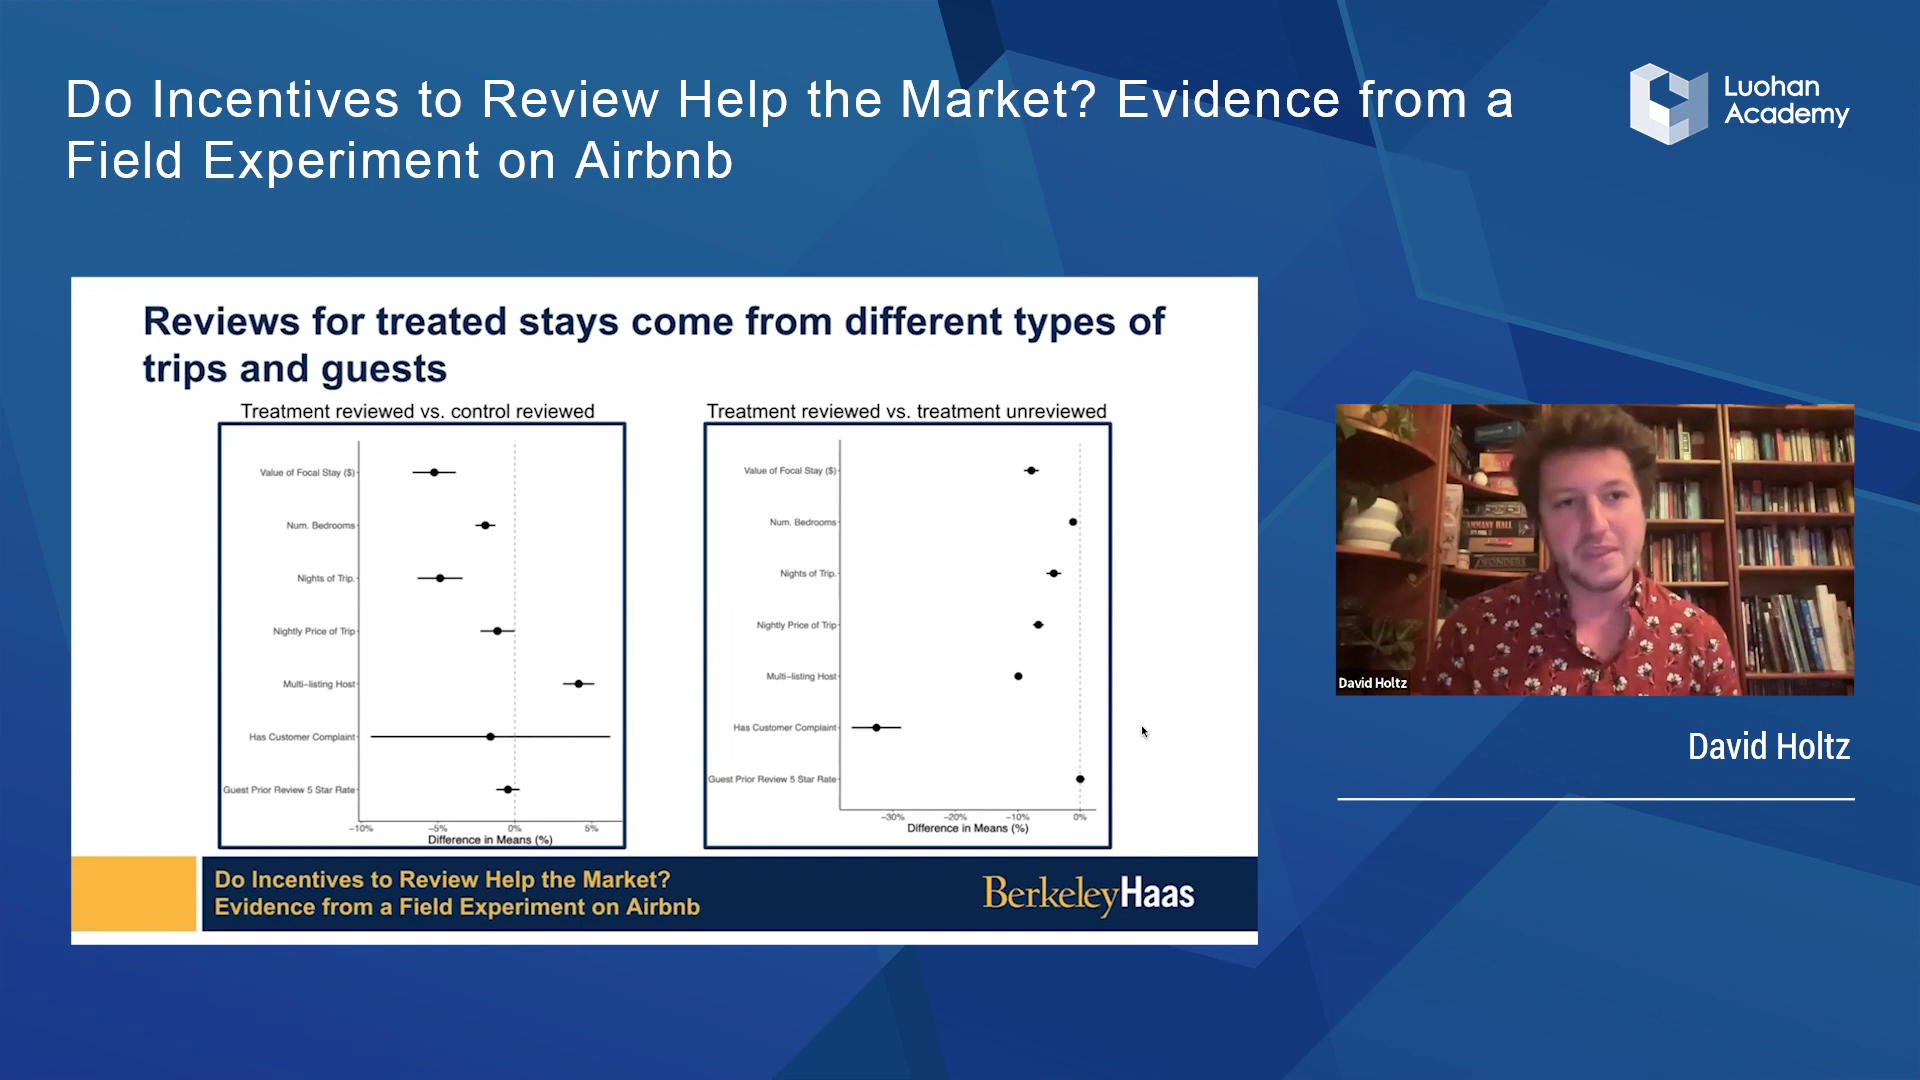 Do Incentives to Review Help the Market? Evidence from a
Field Experiment on Airbnb
Luohan
Academy
Reviews for treated stays come from different types of
trips and guests
Treatment reviewed vs. control reviewed
Value of Focal Stay ($)
Num. Bedrooms
Nights of Trip.
Nightly Price of Trip
Multi-listing Host
Has Customer Complaint
Guest Prior Review 5 Star Rate
-10% -5% 0% 5%
Difference in Means (%)
Treatment reviewed vs. treatment unreviewed
Value of Focal Stay ($)
Num. Bedrooms
Nights of Trip.
Nightly Price of Trip
Multi-listing Host
Has Customer Complaint
Guest Prior Review 5 Star Rate
-30% -20% -10% 0%
Difference in Means (%)
Do Incentives to Review Help the Market?
Evidence from a Field Experiment on Airbnb
BerkeleyHaas
WONDERS
David Holtz
David Holtz